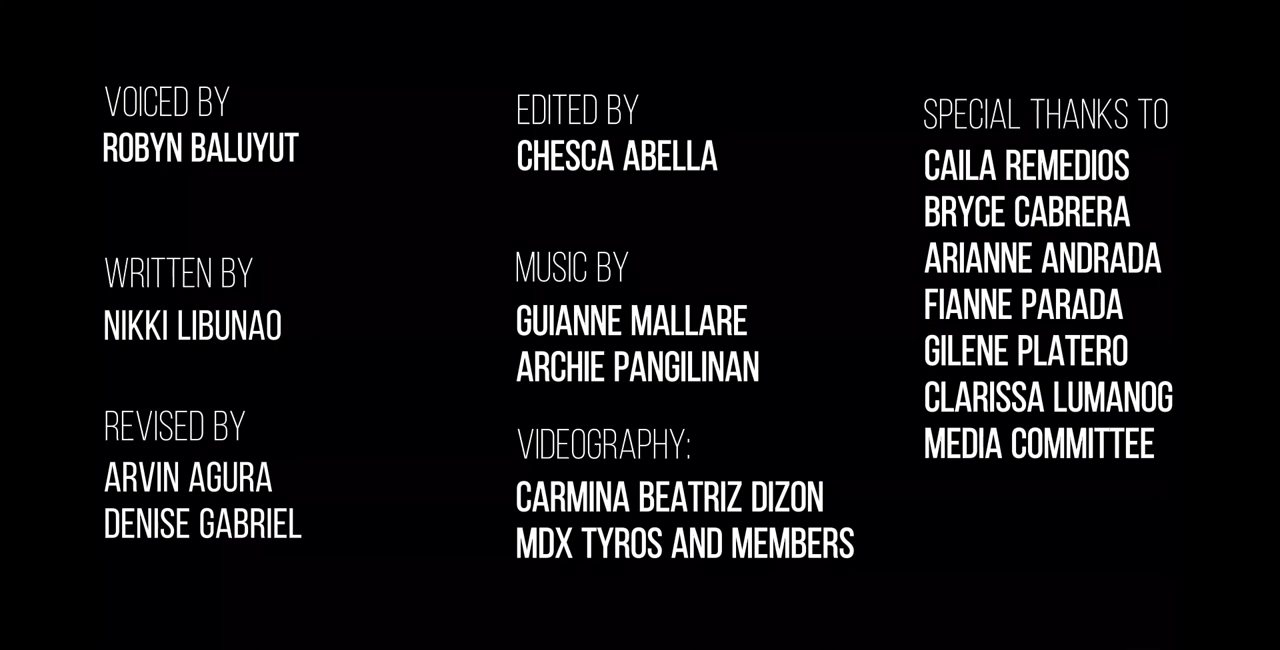 VOICED BY
ROBYN BALUYUT
WRITTEN BY
NIKKI LIBUNAO
REVISED BY
ARVIN AGURA
DENISE GABRIEL
EDITED BY
CHESCA ABELLA
MUSIC BY
GUIANNE MALLARE
ARCHIE PANGILINAN
VIDEOGRAPHY:
CARMINA BEATRIZ DIZON
MDX TYROS AND MEMBERS
SPECIAL THANKS TO
CAILA REMEDIOS
BRYCE CABRERA
ARIANNE ANDRADA
FIANNE PARADA
GILENE PLATERO
CLARISSA LUMANOG
MEDIA COMMITTEE